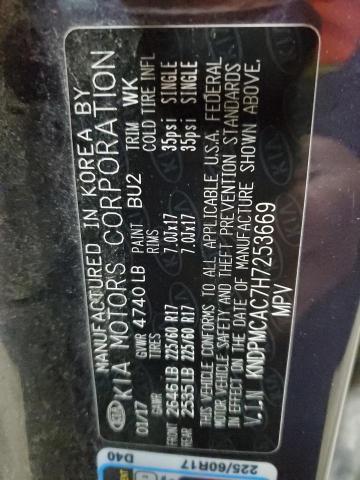 MANUFACTURED IN KOREA BY
KIA KIA MOTORS CORPORATION
01/17 GVWR 4740 LB PAINT BU2 TRIM WK
GAWR TIRES RIMS COLD TIRE INFL
FRONT 2646 LB 225/60 R17 7.0Jx17 35psi SINGLE
REAR 2535 LB 225/60 R17 7.0Jx17 35psi SINGLE
THIS VEHICLE CONFORMS TO ALL APPLICABLE U.S.A. FEDERAL
MOTOR VEHICLE SAFETY AND THEFT PREVENTION STANDARDS
IN EFFECT ON THE DATE OF MANUFACTURE SHOWN ABOVE.
V.I.N KNDPMCAC7H7253669
MPV
D40
225/60R17